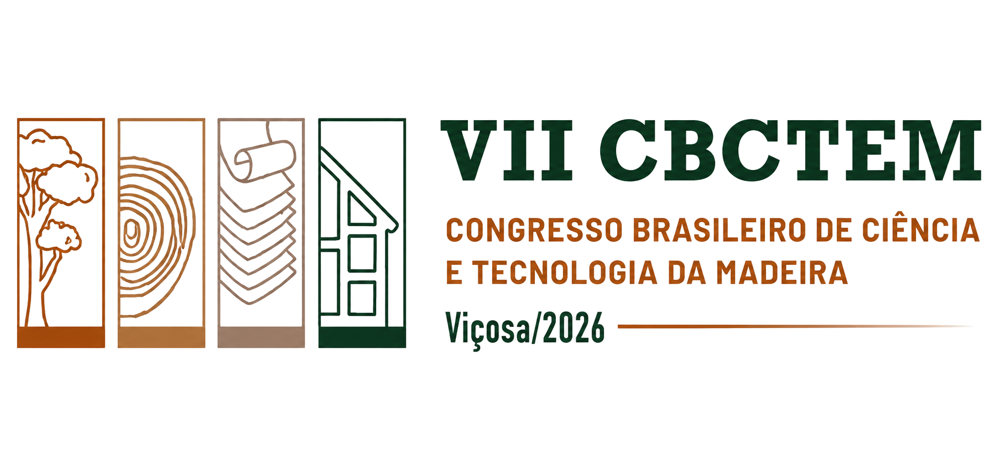 VII CBCTEM
CONGRESSO BRASILEIRO DE CIÊNCIA
E TECNOLOGIA DA MADEIRA
Viçosa/2026